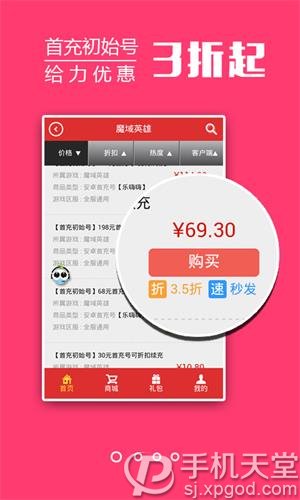 首充初始号
给力优惠
3折起
魔域英雄
价格▼
折扣▲
热度▲
客户端▲
所属游戏：魔域英雄
商品类型：安卓首充号【乐嗨嗨】
游戏区服：全服通用
【首充初始号】198元首
所属游戏：魔域英雄
商品类型：安卓首充号
游戏区服：全服通用
【首充初始号】68元首
所属游戏：魔域英雄
商品类型：安卓首充号【乐
游戏区服：全服通用
【首充初始号】30元首充号可折扣续充
所属游戏：魔域英雄
¥10.80
充
¥69.30
购买
折 3.5折 速 秒发
首页
商城
礼包
我的
手机天堂
sj.xpgod.com